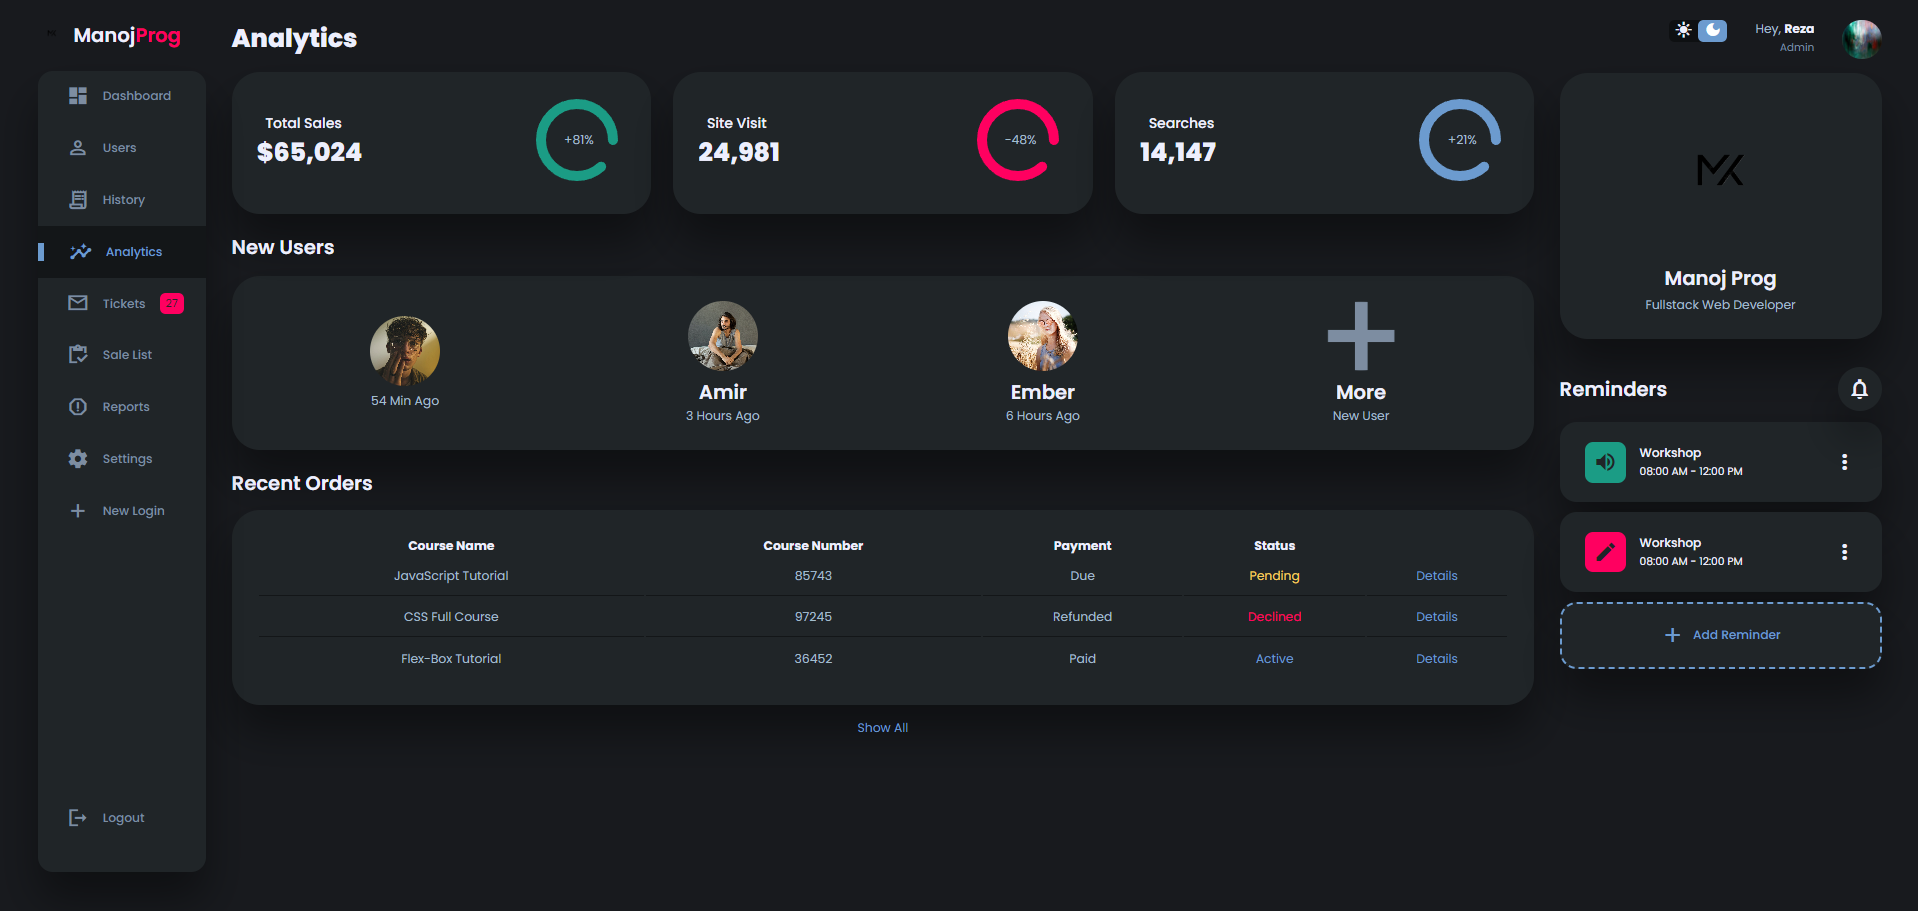 ManojProg
Dashboard
Users
History
Analytics
Tickets 27
Sale List
Reports
Settings
New Login
Logout
Analytics
Total Sales
$65,024
+81%
Site Visit
24,981
-48%
Searches
14,147
+21%
New Users
54 Min Ago
Amir
3 Hours Ago
Ember
6 Hours Ago
More
New User
Recent Orders
Course Name Course Number Payment Status
JavaScript Tutorial 85743 Due Pending Details
CSS Full Course 97245 Refunded Declined Details
Flex-Box Tutorial 36452 Paid Active Details
Show All
Hey, Reza
Admin
MK
Manoj Prog
Fullstack Web Developer
Reminders
Workshop
08:00 AM - 12:00 PM
Workshop
08:00 AM - 12:00 PM
Add Reminder